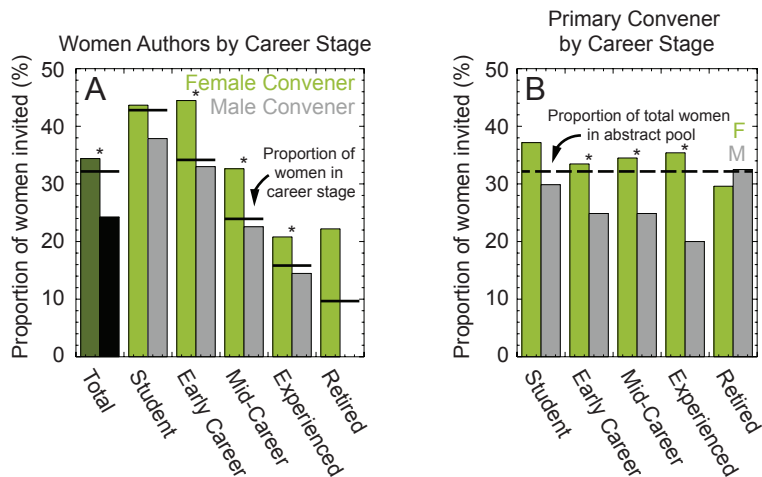 Women Authors by Career Stage
Proportion of women invited (%)
50
40
30
20
10
0
A
Female Convener
Male Convener
*
*
*
*
Proportion of
women in
career stage
Total
Student
Early Career
Mid-Career
Experienced
Retired
Primary Convener
by Career Stage
Proportion of women invited (%)
50
40
30
20
10
0
B
Proportion of total women
in abstract pool
F
M
*
*
*
Student
Early Career
Mid-Career
Experienced
Retired